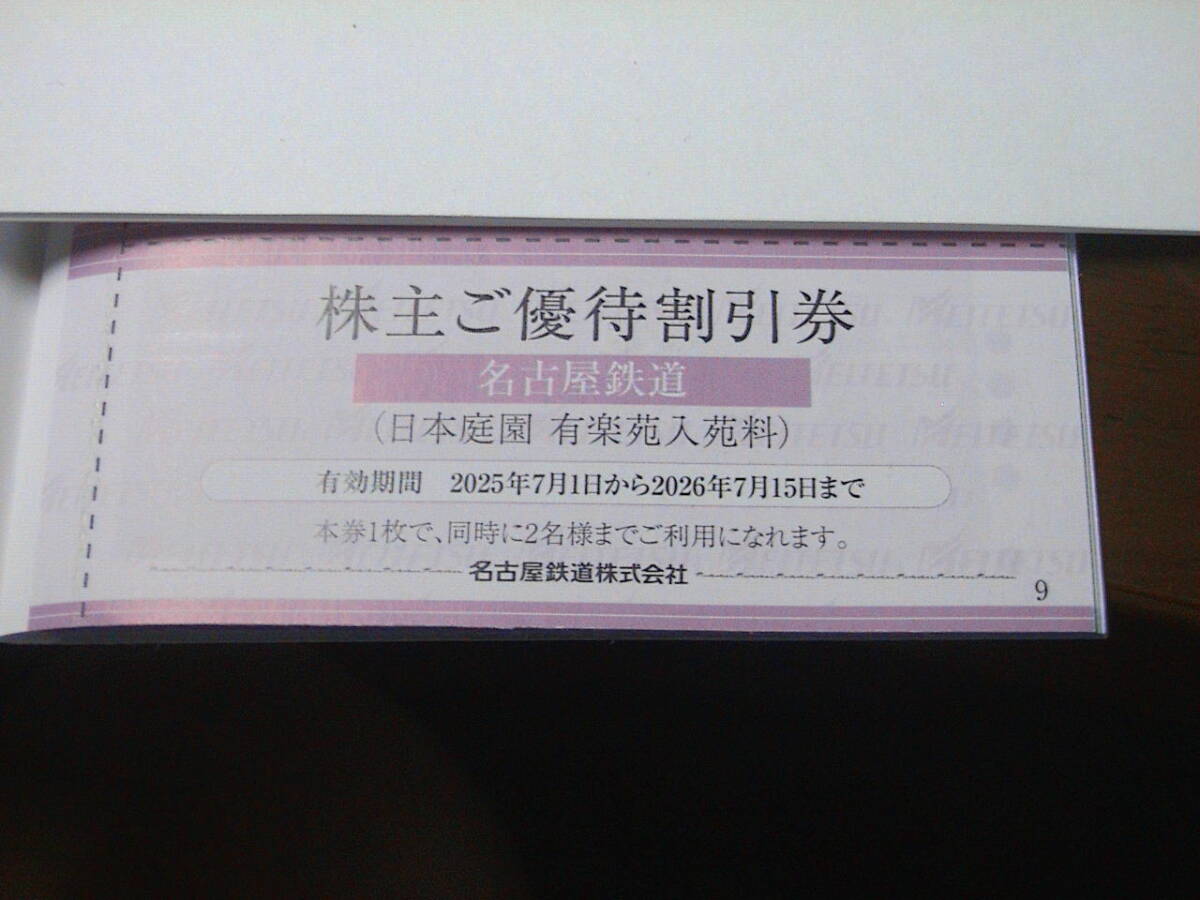 株主ご優待割引券
名古屋鉄道
（日本庭園 有楽苑入苑料）
有効期間 2025年7月1日から2026年7月15日まで
本券1枚で、同時に2名様までご利用になれます。
名古屋鉄道株式会社
9